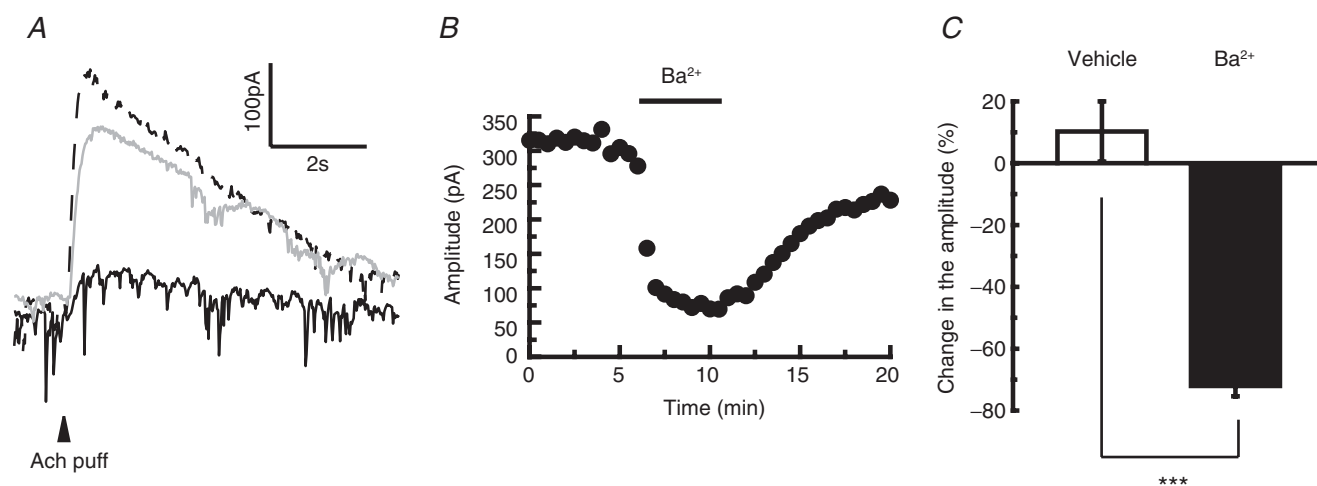 A
100pA
2s
Ach puff
B
Ba²⁺
350
300
250
200
150
100
50
0
Amplitude (pA)
0 5 10 15 20
Time (min)
C
Vehicle Ba²⁺
20
0
−20
−40
−60
−80
Change in the amplitude (%)
***